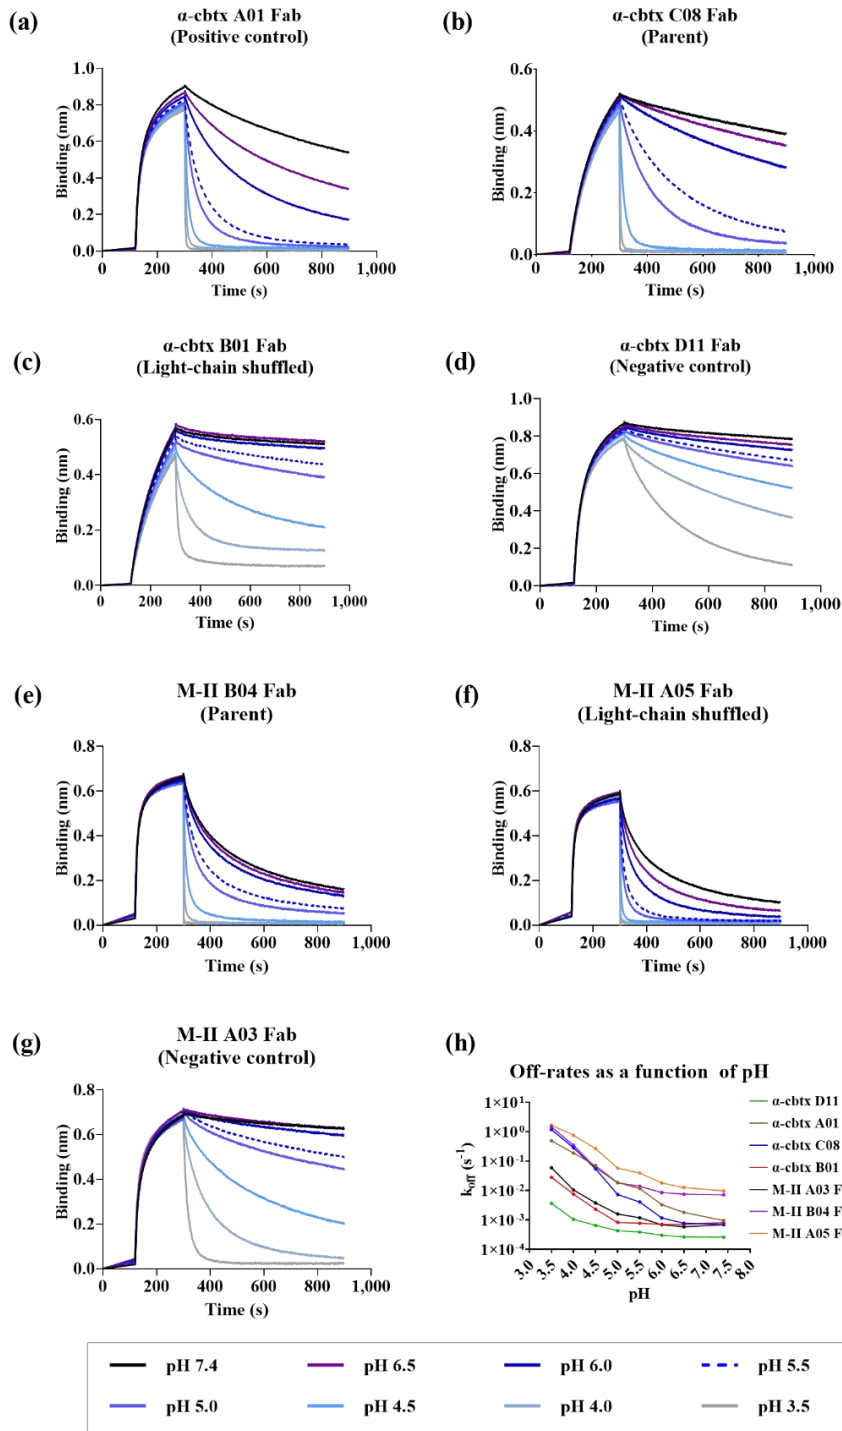 (a)
α-cbtx A01 Fab
(Positive control)
Binding (nm)
1.0
0.8
0.6
0.4
0.2
0.0
0 200 400 600 800 1,000
Time (s)
(b)
α-cbtx C08 Fab
(Parent)
Binding (nm)
0.6
0.4
0.2
0.0
0 200 400 600 800 1,000
Time (s)
(c)
α-cbtx B01 Fab
(Light-chain shuffled)
Binding (nm)
0.6
0.4
0.2
0.0
0 200 400 600 800 1,000
Time (s)
(d)
α-cbtx D11 Fab
(Negative control)
Binding (nm)
1.0
0.8
0.6
0.4
0.2
0.0
0 200 400 600 800 1,000
Time (s)
(e)
M-II B04 Fab
(Parent)
Binding (nm)
0.8
0.6
0.4
0.2
0.0
0 200 400 600 800 1,000
Time (s)
(f)
M-II A05 Fab
(Light-chain shuffled)
Binding (nm)
0.8
0.6
0.4
0.2
0.0
0 200 400 600 800 1,000
Time (s)
(g)
M-II A03 Fab
(Negative control)
Binding (nm)
0.8
0.6
0.4
0.2
0.0
0 200 400 600 800 1,000
Time (s)
(h)
Off-rates as a function of pH
k_off (s⁻¹)
1×10¹
1×10⁰
1×10⁻¹
1×10⁻²
1×10⁻³
1×10⁻⁴
3.0 3.5 4.0 4.5 5.0 5.5 6.0 6.5 7.0 7.5 8.0
pH
α-cbtx D11
α-cbtx A01
α-cbtx C08
α-cbtx B01
M-II A03 F
M-II B04 F
M-II A05 F
pH 7.4 pH 6.5 pH 6.0 pH 5.5
pH 5.0 pH 4.5 pH 4.0 pH 3.5